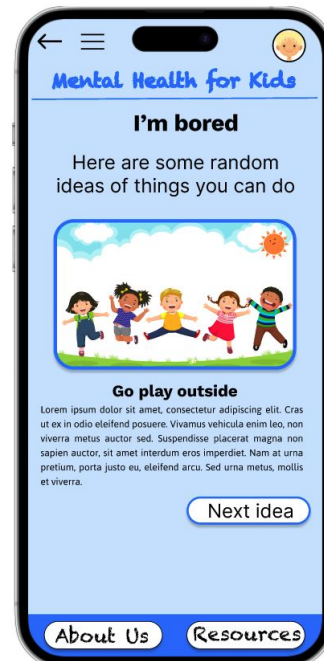 Mental Health for Kids
I'm bored
Here are some random
ideas of things you can do
Go play outside
Lorem ipsum dolor sit amet, consectetur adipiscing elit. Cras
ut ex in odio eleifend posuere. Vivamus vehicula enim leo, non
viverra metus auctor sed. Suspendisse placerat magna non
sapien auctor, sit amet interdum eros imperdiet. Nam at urna
pretium, porta justo eu, eleifend arcu. Sed urna metus, mollis
et viverra.
Next idea
About Us
Resources